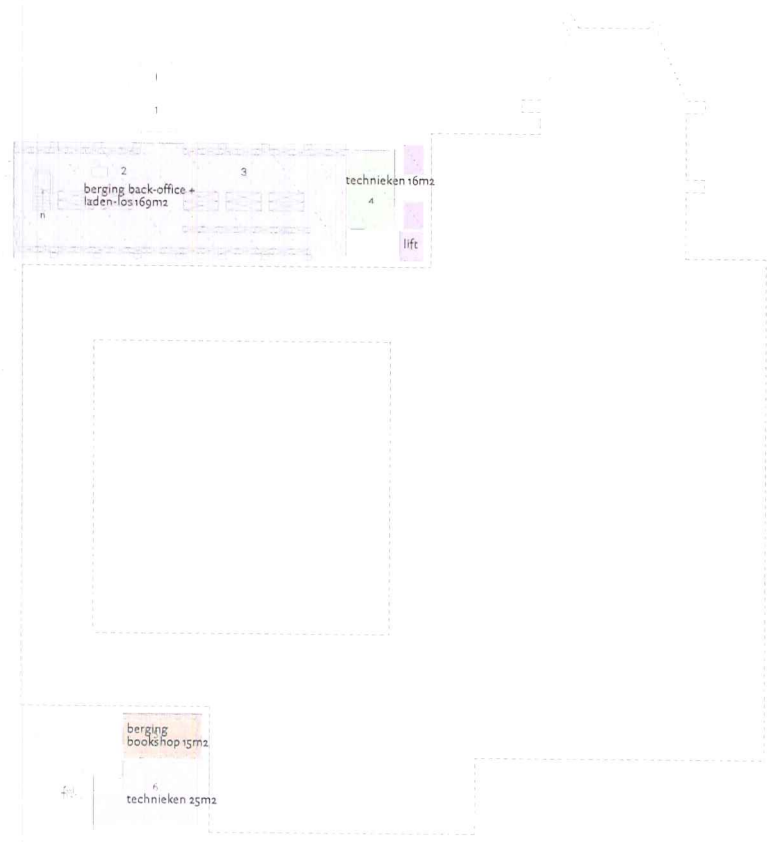 1
2
3
berging back-office +
laden-los 169m2
n
technieken 16m2
4
lift
berging
bookshop 15m2
6
technieken 25m2